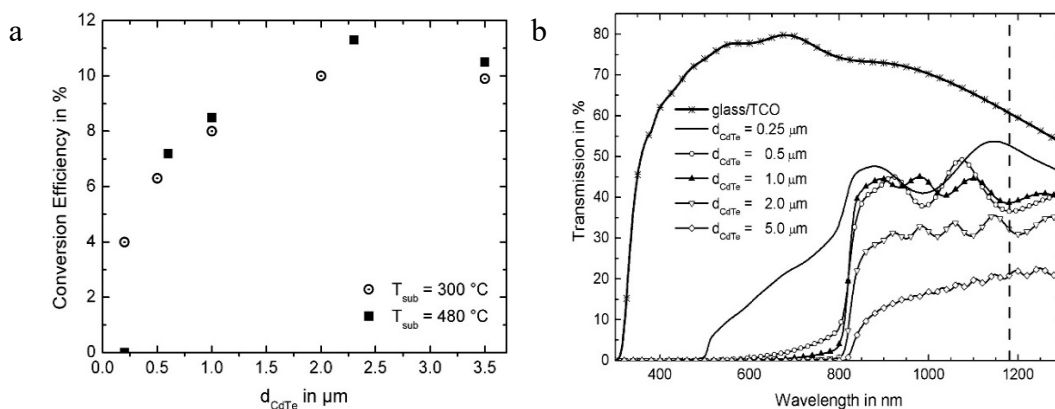 a
Conversion Efficiency in %
12
10
8
6
4
2
0
T_sub = 300 °C
T_sub = 480 °C
0.0 0.5 1.0 1.5 2.0 2.5 3.0 3.5
d_CdTe in µm
b
Transmission in %
80
70
60
50
40
30
20
10
0
glass/TCO
d_CdTe = 0.25 µm
d_CdTe = 0.5 µm
d_CdTe = 1.0 µm
d_CdTe = 2.0 µm
d_CdTe = 5.0 µm
400 600 800 1000 1200
Wavelength in nm